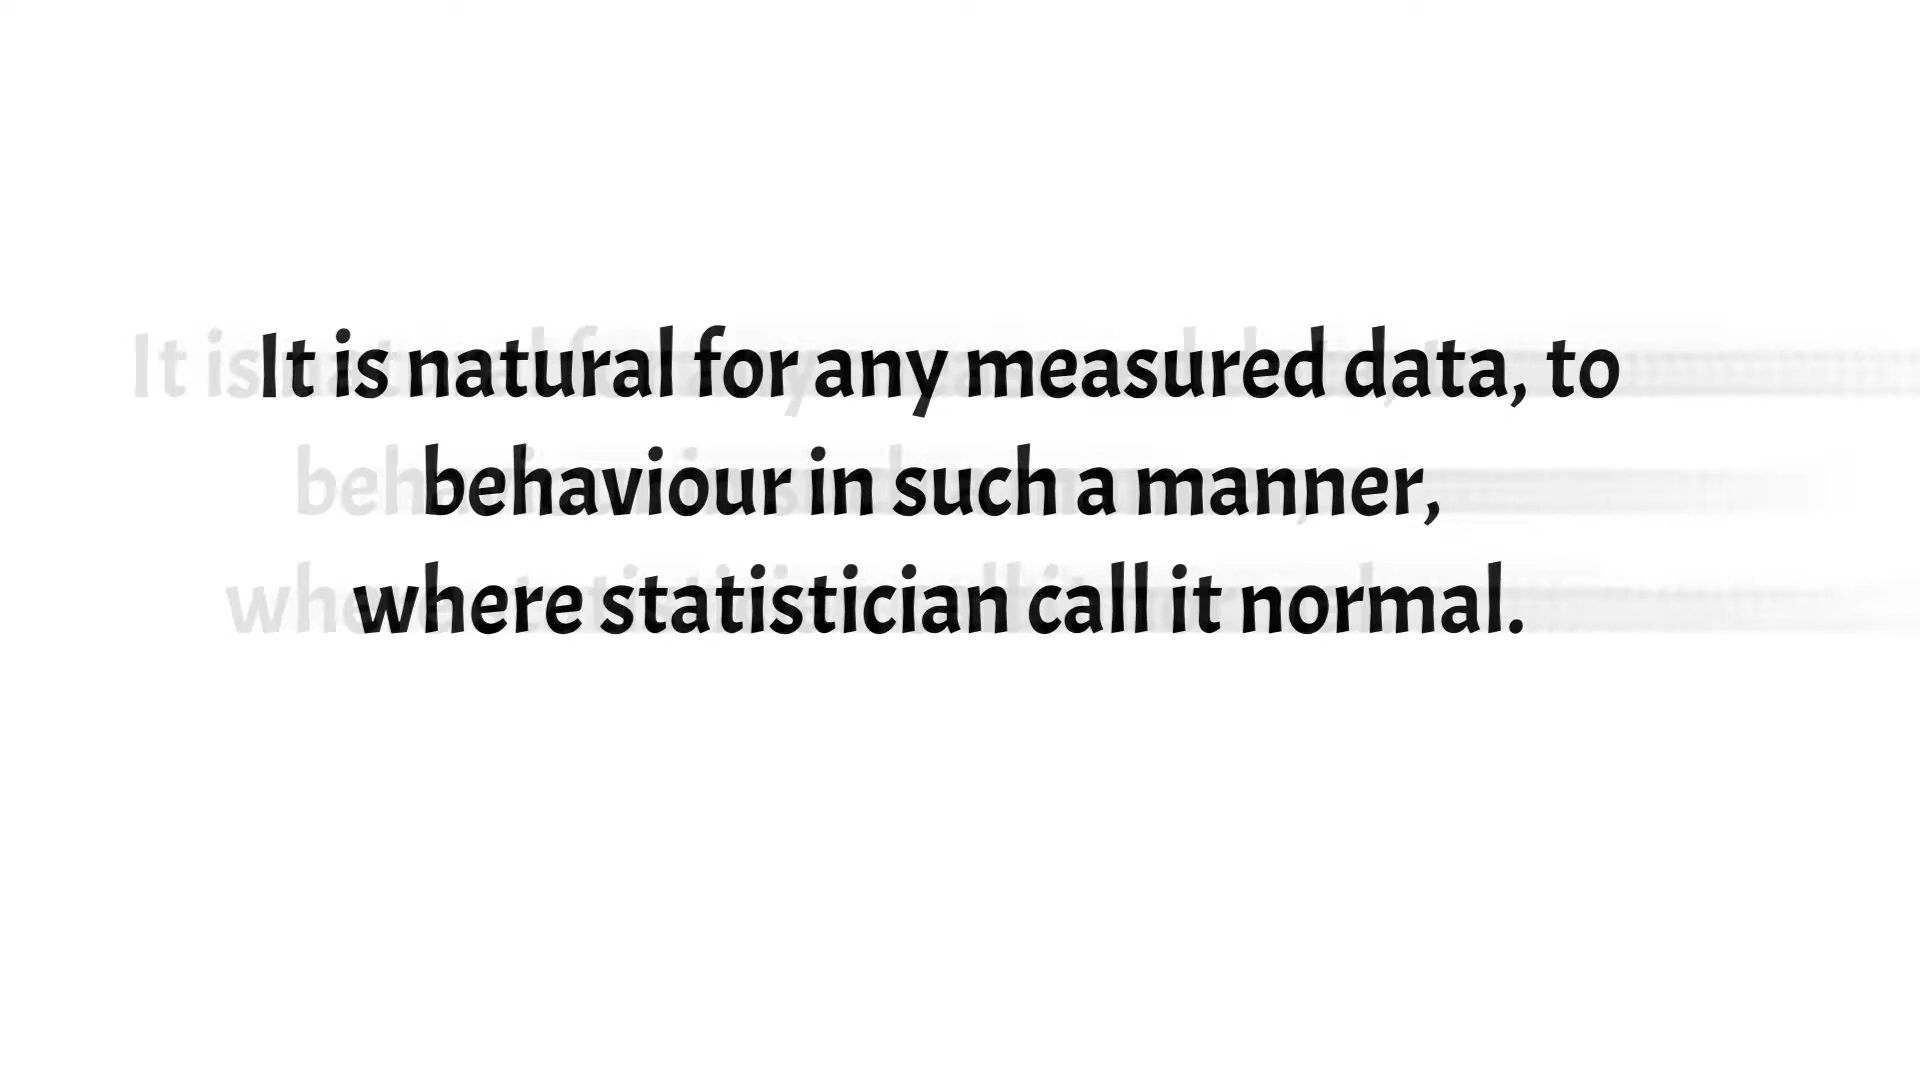 It is natural for any measured data, to
behaviour in such a manner,
where statistician call it normal.